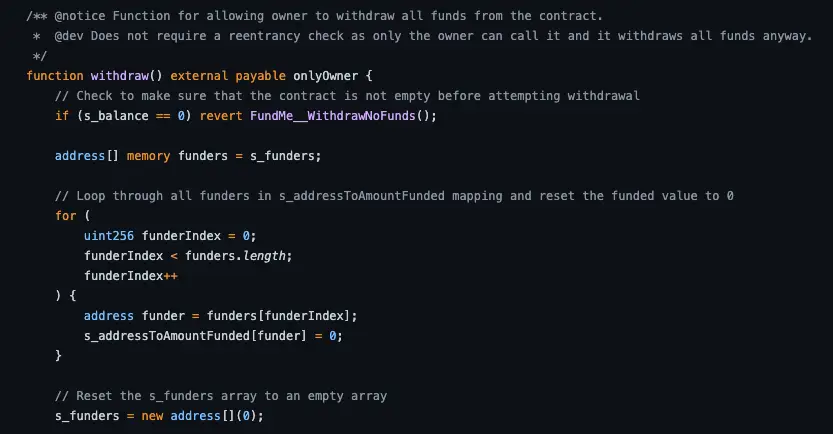 /** @notice Function for allowing owner to withdraw all funds from the contract.
 *  @dev Does not require a reentrancy check as only the owner can call it and it withdraws all funds anyway.
 */
function withdraw() external payable onlyOwner {
    // Check to make sure that the contract is not empty before attempting withdrawal
    if (s_balance == 0) revert FundMe__WithdrawNoFunds();

    address[] memory funders = s_funders;

    // Loop through all funders in s_addressToAmountFunded mapping and reset the funded value to 0
    for (
        uint256 funderIndex = 0;
        funderIndex < funders.length;
        funderIndex++
    ) {
        address funder = funders[funderIndex];
        s_addressToAmountFunded[funder] = 0;
    }

    // Reset the s_funders array to an empty array
    s_funders = new address[](0);